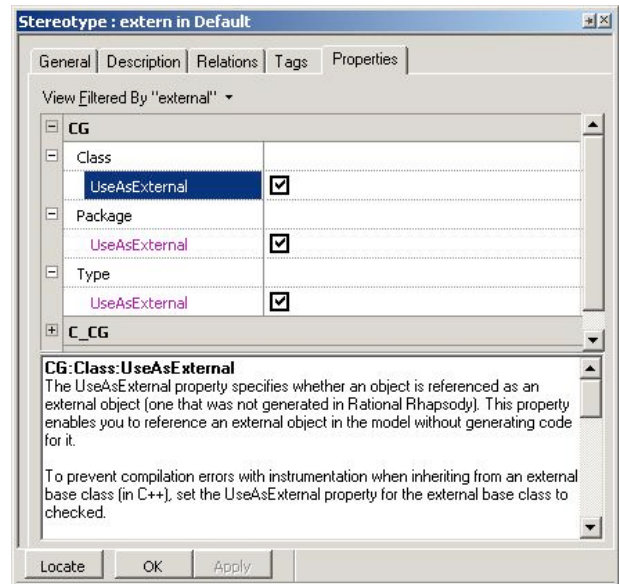 Stereotype : extern in Default
General Description Relations Tags Properties
View Filtered By "external"
CG
Class
UseAsExternal
Package
UseAsExternal
Type
UseAsExternal
C_CG
CG:Class:UseAsExternal
The UseAsExternal property specifies whether an object is referenced as an
external object (one that was not generated in Rational Rhapsody). This property
enables you to reference an external object in the model without generating code
for it.
To prevent compilation errors with instrumentation when inheriting from an external
base class (in C++), set the UseAsExternal property for the external base class to
checked.
Locate OK Apply